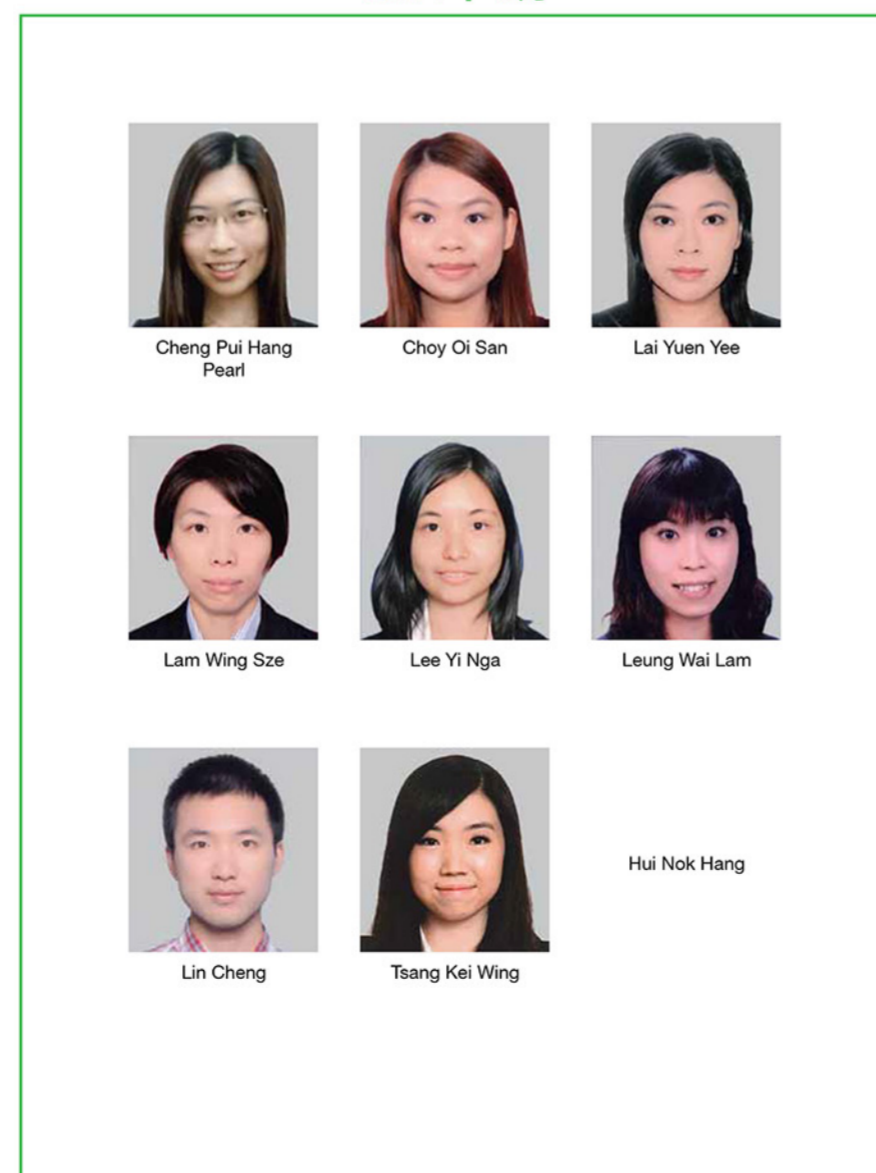 Cheng Pui Hang
Pearl
Choy Oi San
Lai Yuen Yee
Lam Wing Sze
Lee Yi Nga
Leung Wai Lam
Lin Cheng
Tsang Kei Wing
Hui Nok Hang